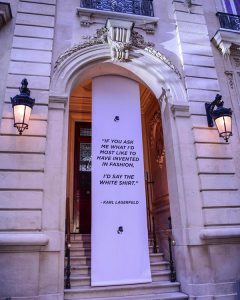 "IF YOU ASK
ME WHAT I'D
MOST LIKE TO
HAVE INVENTED
IN FASHION,
I'D SAY THE
WHITE SHIRT."
- KARL LAGERFELD